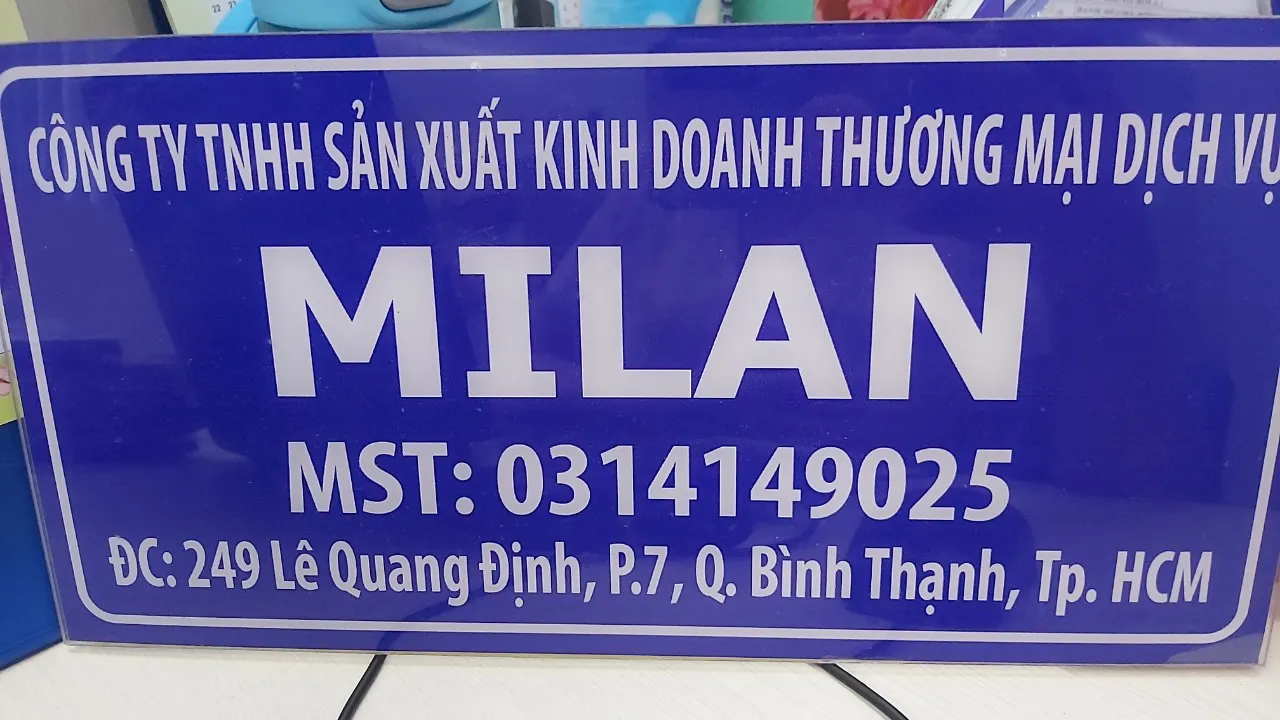 CÔNG TY TNHH SẢN XUẤT KINH DOANH THƯƠNG MẠI DỊCH VỤ
MILAN
MST: 0314149025
ĐC: 249 Lê Quang Định, P.7, Q. Bình Thạnh, Tp. HCM